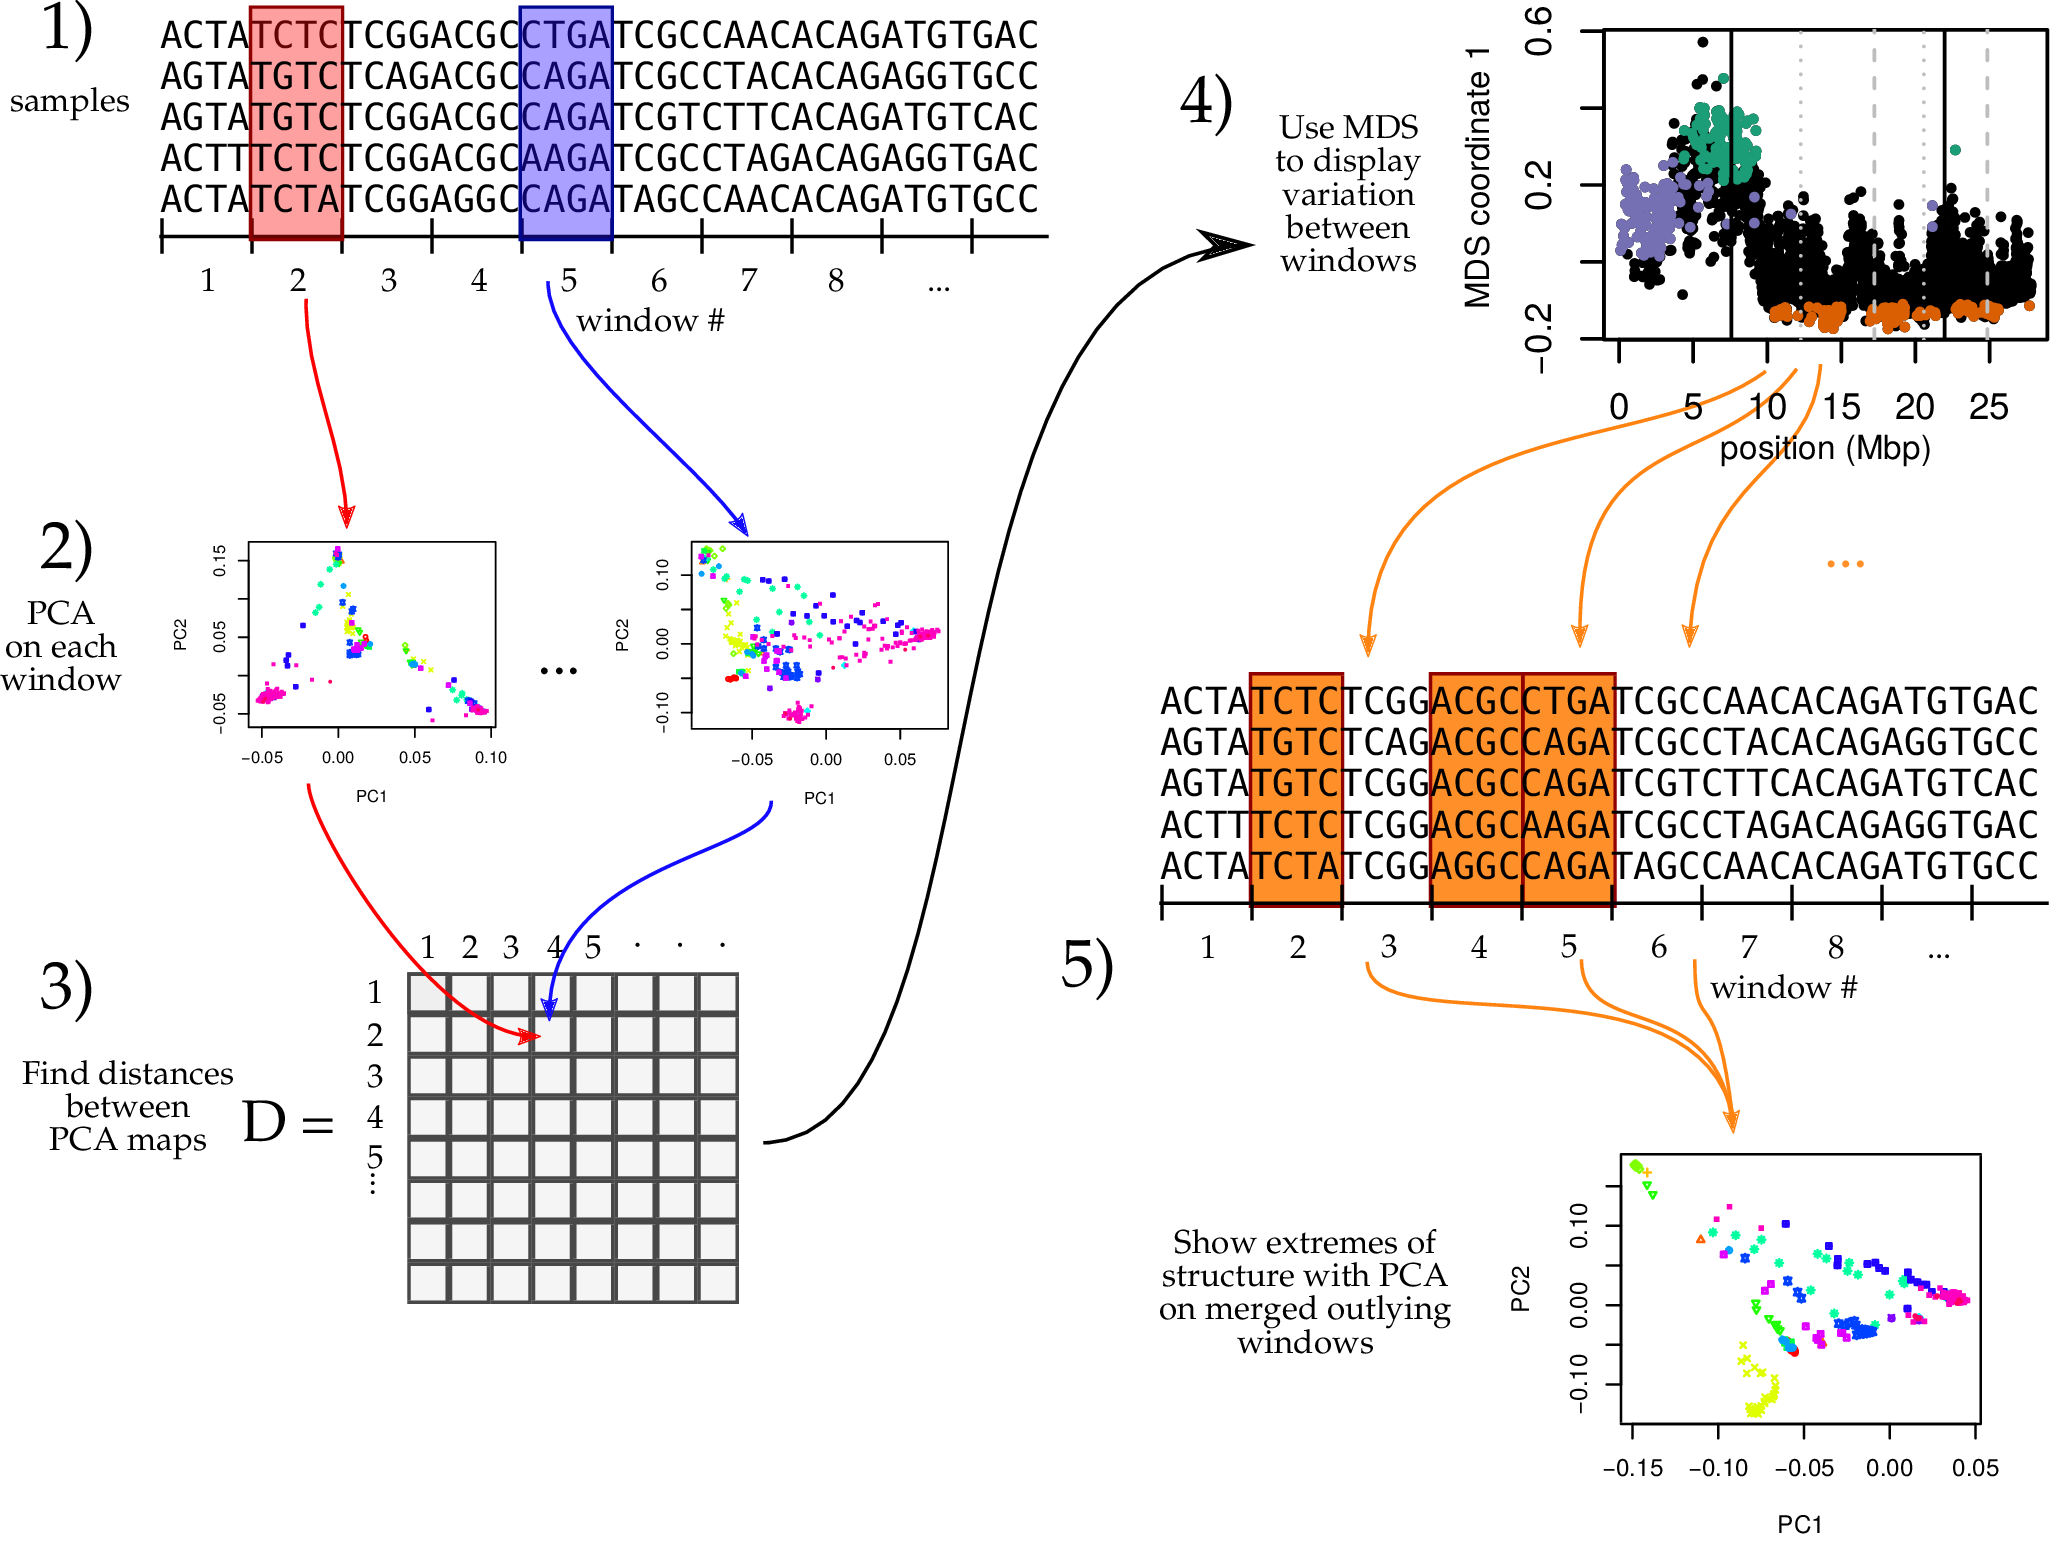 1)
samples
ACTATCTCTCGGACGCCTGATCGCCAACACAGATGTGAC
AGTATGTCTCAGACGCCAGATCGCCTACACAGAGGTGCC
AGTATGTCTCGGACGCCAGATCGTCTTCACAGATGTCAC
ACTTTCTCTCGGACGCAAGATCGCCTAGACAGAGGTGAC
ACTATCTATCGGAGGCCAGATAGCCAACACAGATGTGCC
1 2 3 4 5 6 7 8 ...
window #
2)
PCA
on each
window
PC2
0.15
0.05
−0.05
−0.05 0.00 0.05 0.10
PC1
...
PC2
0.10
0.00
−0.10
−0.05 0.00 0.05
PC1
3)
Find distances
between
PCA maps
D =
1 2 3 4 5 . . .
1
2
3
4
5
...
4)
Use MDS
to display
variation
between
windows
MDS coordinate 1
0.6
0.2
−0.2
0 5 10 15 20 25
position (Mbp)
...
ACTATCTCTCGGACGCCTGATCGCCAACACAGATGTGAC
AGTATGTCTCAGACGCCAGATCGCCTACACAGAGGTGCC
AGTATGTCTCGGACGCCAGATCGTCTTCACAGATGTCAC
ACTTTCTCTCGGACGCAAGATCGCCTAGACAGAGGTGAC
ACTATCTATCGGAGGCCAGATAGCCAACACAGATGTGCC
1 2 3 4 5 6 7 8 ...
window #
5)
Show extremes of
structure with PCA
on merged outlying
windows
PC2
0.10
0.00
−0.10
−0.15 −0.10 −0.05 0.00 0.05
PC1